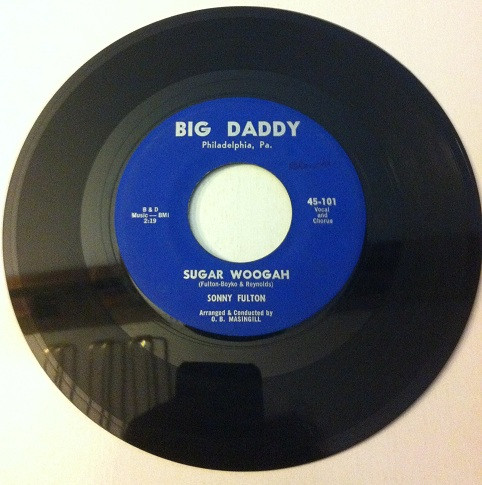 BIG DADDY
Philadelphia, Pa.
B & D
Music—BMI
2:19
45-101
Vocal
and
Chorus
SUGAR WOOGAH
(Fulton-Boyko & Reynolds)
SONNY FULTON
Arranged & Conducted by
O. B. MASINGILL